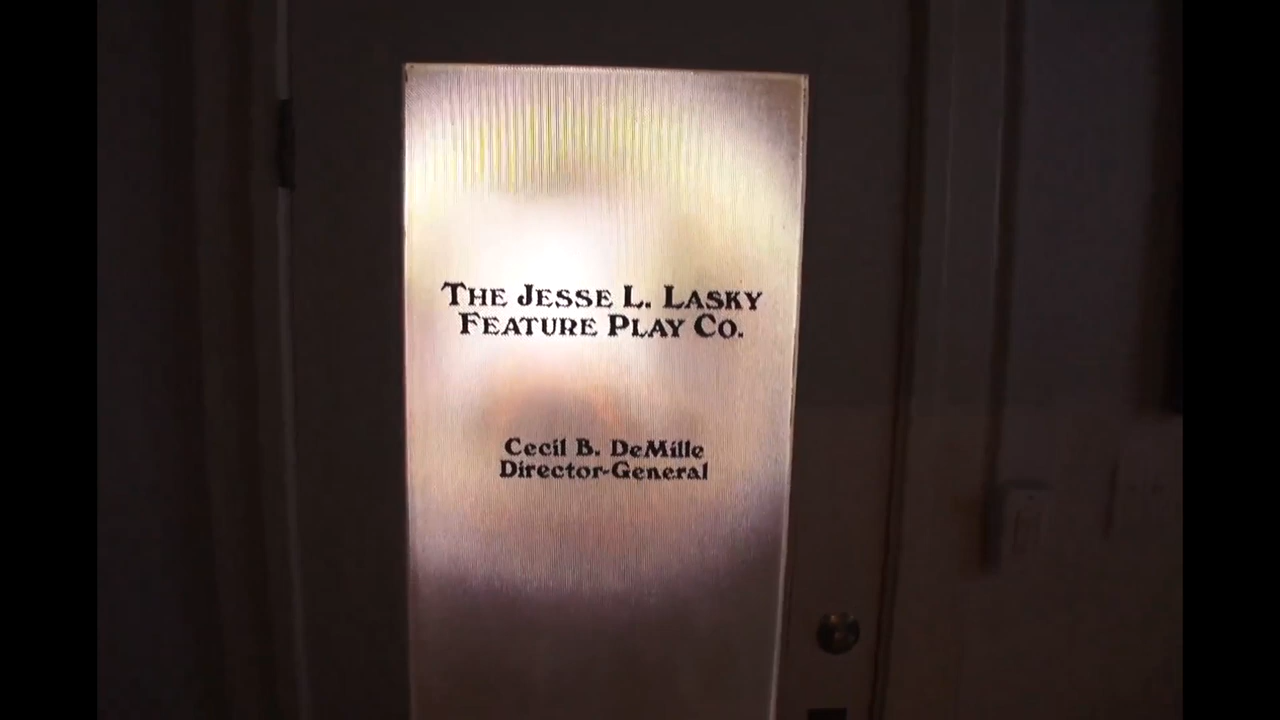 The Jesse L. Lasky
Feature Play Co.
Cecil B. DeMille
Director-General